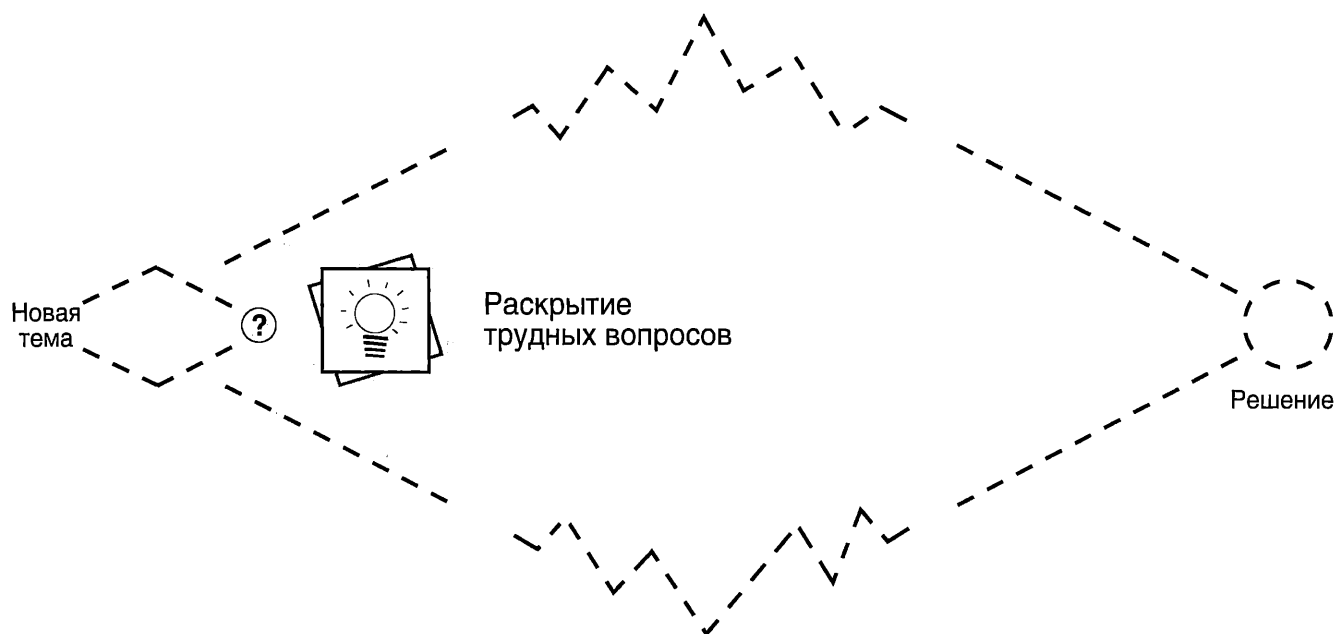 Новая
тема
?
Раскрытие
трудных вопросов
Решение